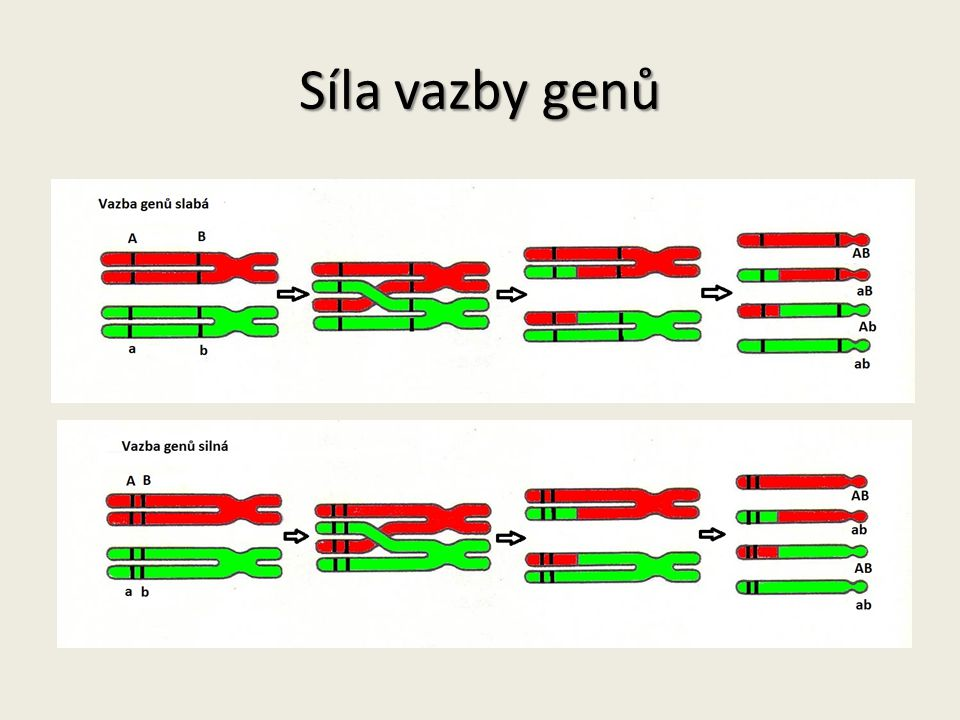 Síla vazby genů
Vazba genů slabá
A B
a b
AB
aB
Ab
ab
Vazba genů silná
A B
a b
AB
ab
AB
ab